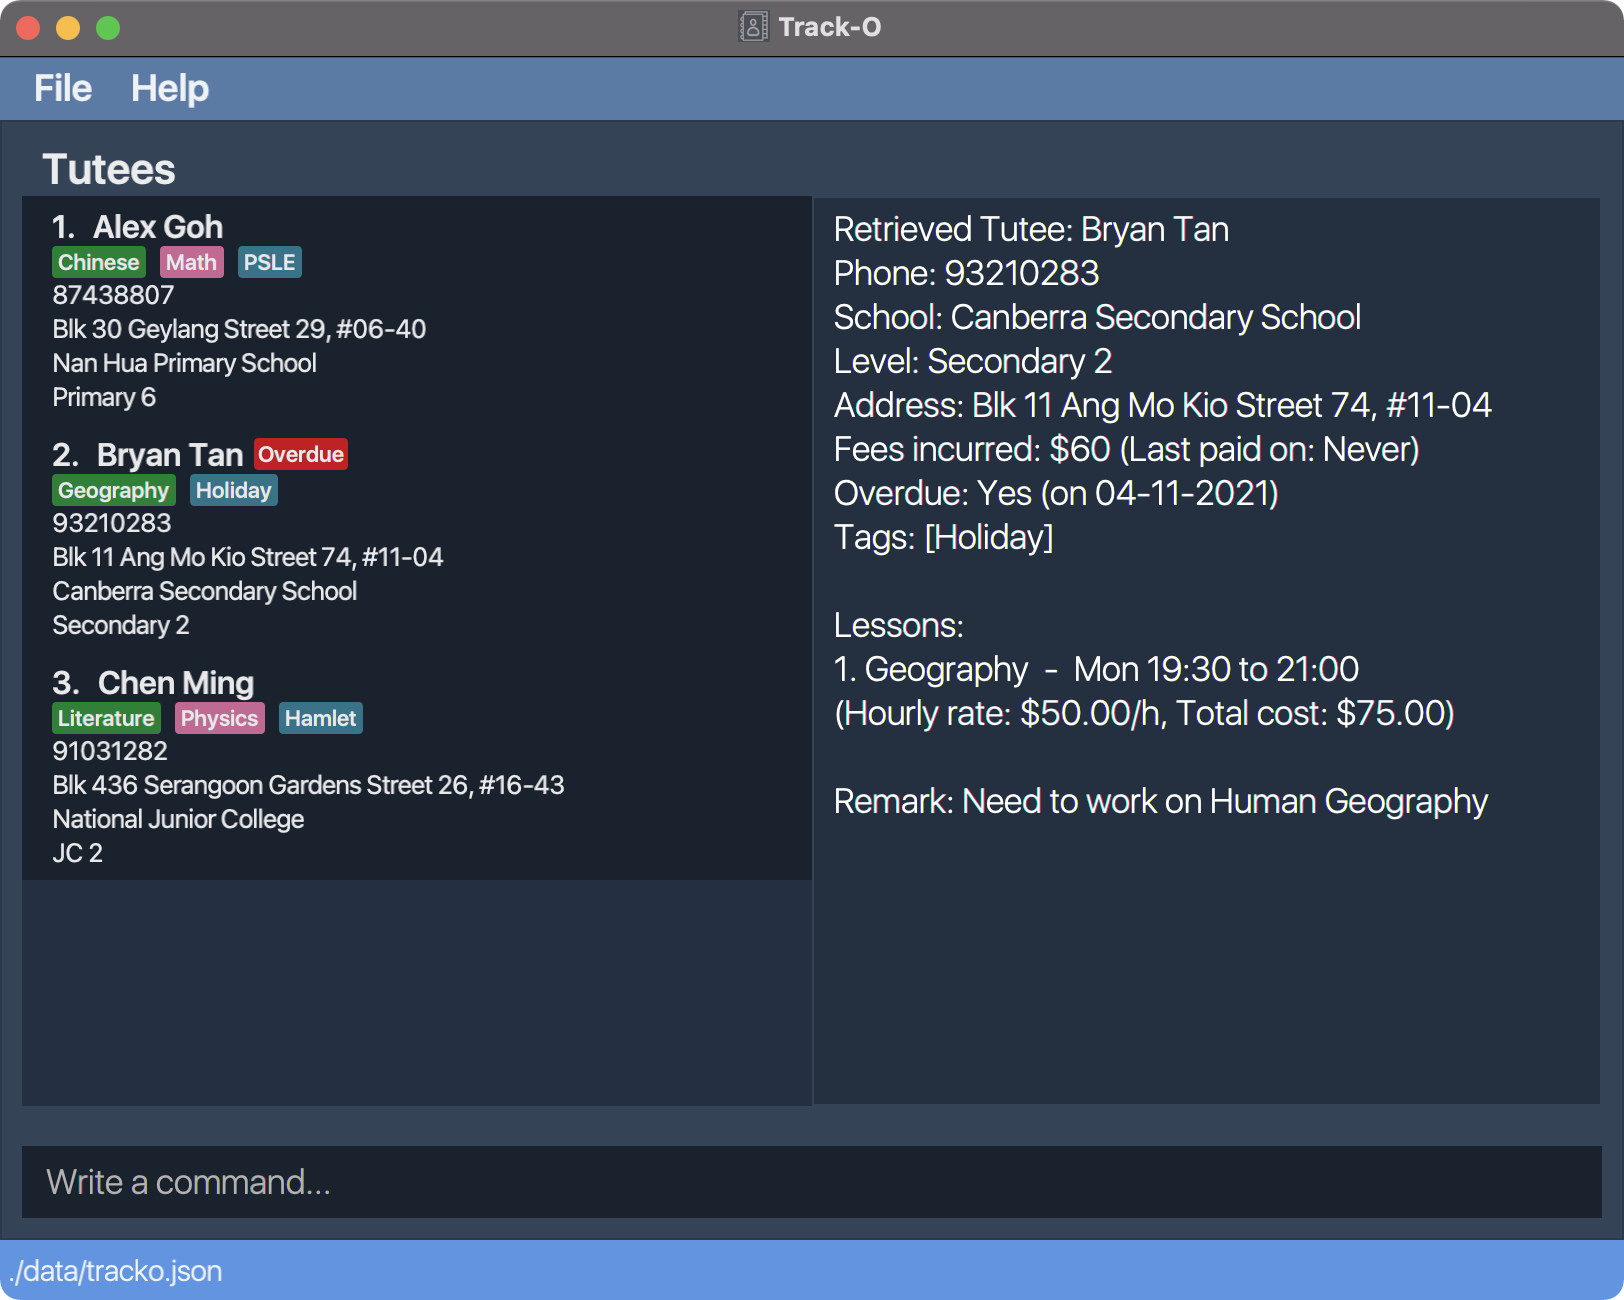 Track-O
File Help
Tutees
1. Alex Goh
Chinese Math PSLE
87438807
Blk 30 Geylang Street 29, #06-40
Nan Hua Primary School
Primary 6
2. Bryan Tan Overdue
Geography Holiday
93210283
Blk 11 Ang Mo Kio Street 74, #11-04
Canberra Secondary School
Secondary 2
3. Chen Ming
Literature Physics Hamlet
91031282
Blk 436 Serangoon Gardens Street 26, #16-43
National Junior College
JC 2
Retrieved Tutee: Bryan Tan
Phone: 93210283
School: Canberra Secondary School
Level: Secondary 2
Address: Blk 11 Ang Mo Kio Street 74, #11-04
Fees incurred: $60 (Last paid on: Never)
Overdue: Yes (on 04-11-2021)
Tags: [Holiday]
Lessons:
1. Geography - Mon 19:30 to 21:00
(Hourly rate: $50.00/h, Total cost: $75.00)
Remark: Need to work on Human Geography
Write a command...
./data/tracko.json